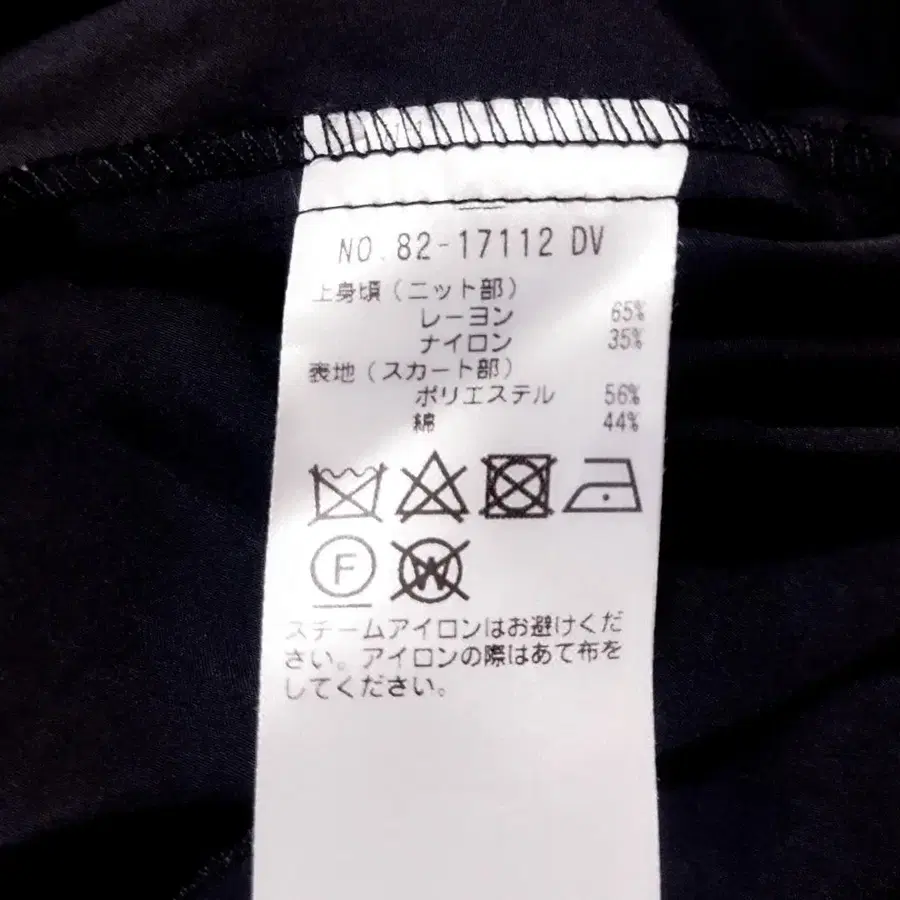 NO.82-17112 DV
上身頃(ニット部)
レーヨン 65%
ナイロン 35%
表地(スカート部)
ポリエステル 56%
綿 44%
F
W
スチームアイロンはお避けくだ
さい。アイロンの際はあて布を
してください。